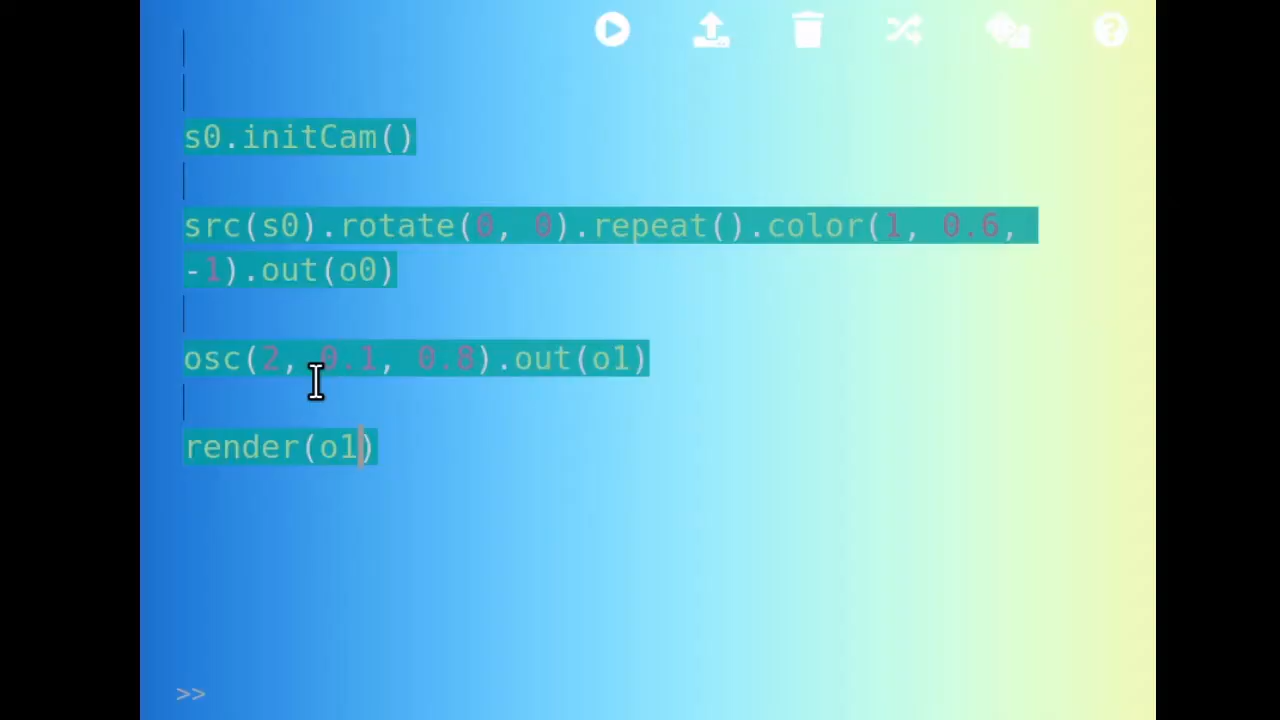 s0.initCam()
src(s0).rotate(0, 0).repeat().color(1, 0.6,
-1).out(o0)
osc(2, 0.1, 0.8).out(o1)
render(o1)
>>